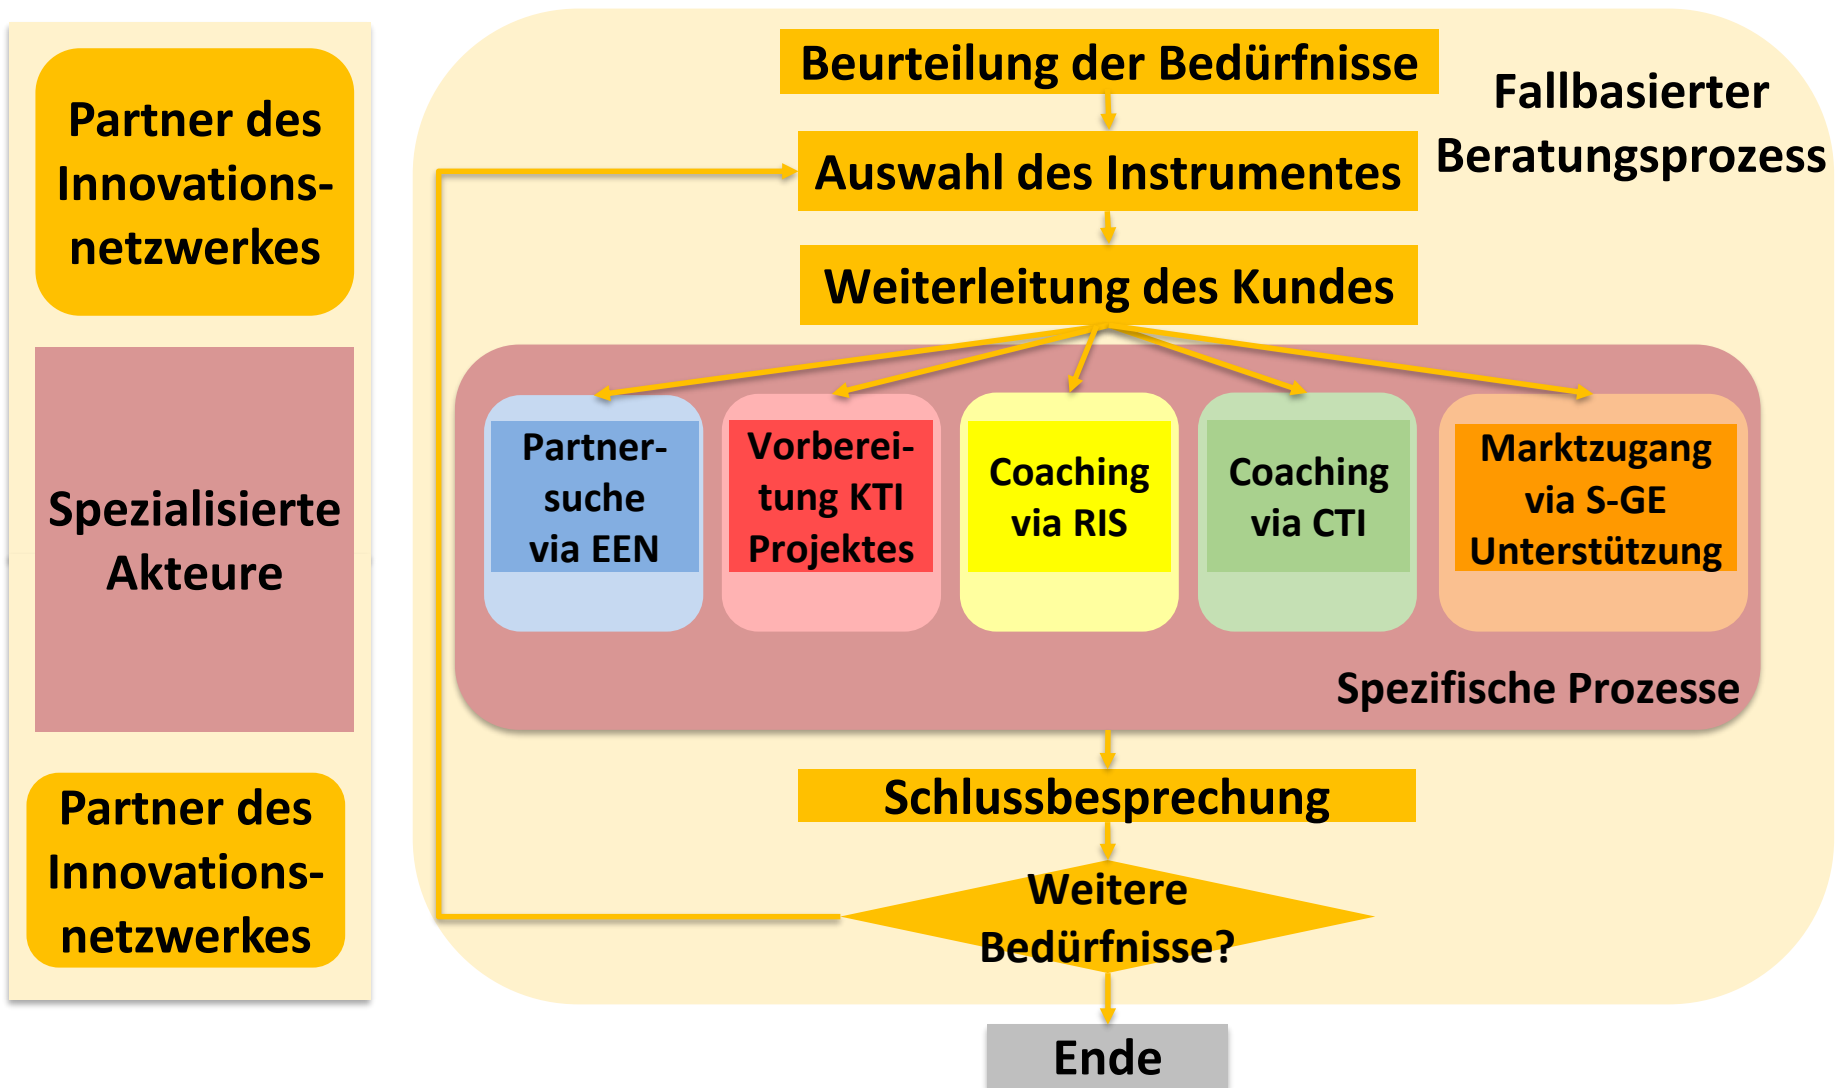 Partner des
Innovations-
netzwerkes
Spezialisierte
Akteure
Partner des
Innovations-
netzwerkes
Fallbasierter
Beratungsprozess
Beurteilung der Bedürfnisse
Auswahl des Instrumentes
Weiterleitung des Kundes
Partner-
suche
via EEN
Vorberei-
tung KTI
Projektes
Coaching
via RIS
Coaching
via CTI
Marktzugang
via S-GE
Unterstützung
Spezifische Prozesse
Schlussbesprechung
Weitere
Bedürfnisse?
Ende